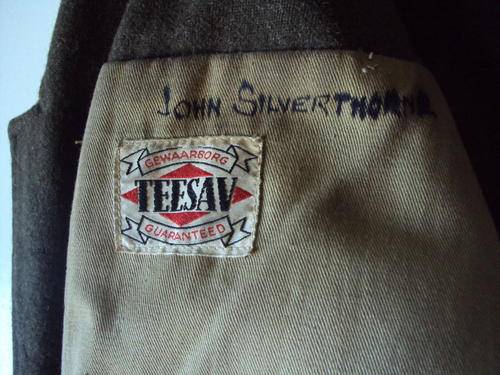 JOHN SILVERTHORNE
GEWAARBORG
TEESAV
GUARANTEED